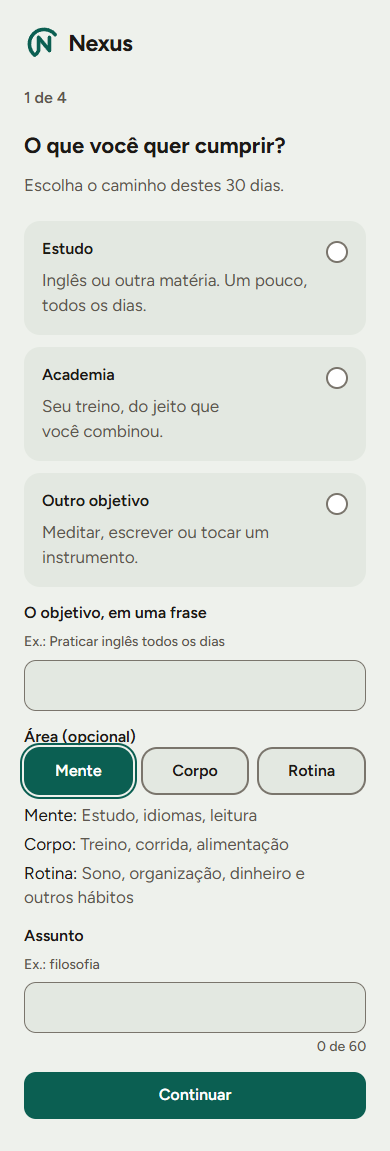 Nexus
1 de 4
O que você quer cumprir?
Escolha o caminho destes 30 dias.
Estudo
Inglês ou outra matéria. Um pouco,
todos os dias.
Academia
Seu treino, do jeito que
você combinou.
Outro objetivo
Meditar, escrever ou tocar um
instrumento.
O objetivo, em uma frase
Ex.: Praticar inglês todos os dias
Área (opcional)
Mente
Corpo
Rotina
Mente: Estudo, idiomas, leitura
Corpo: Treino, corrida, alimentação
Rotina: Sono, organização, dinheiro e
outros hábitos
Assunto
Ex.: filosofia
0 de 60
Continuar